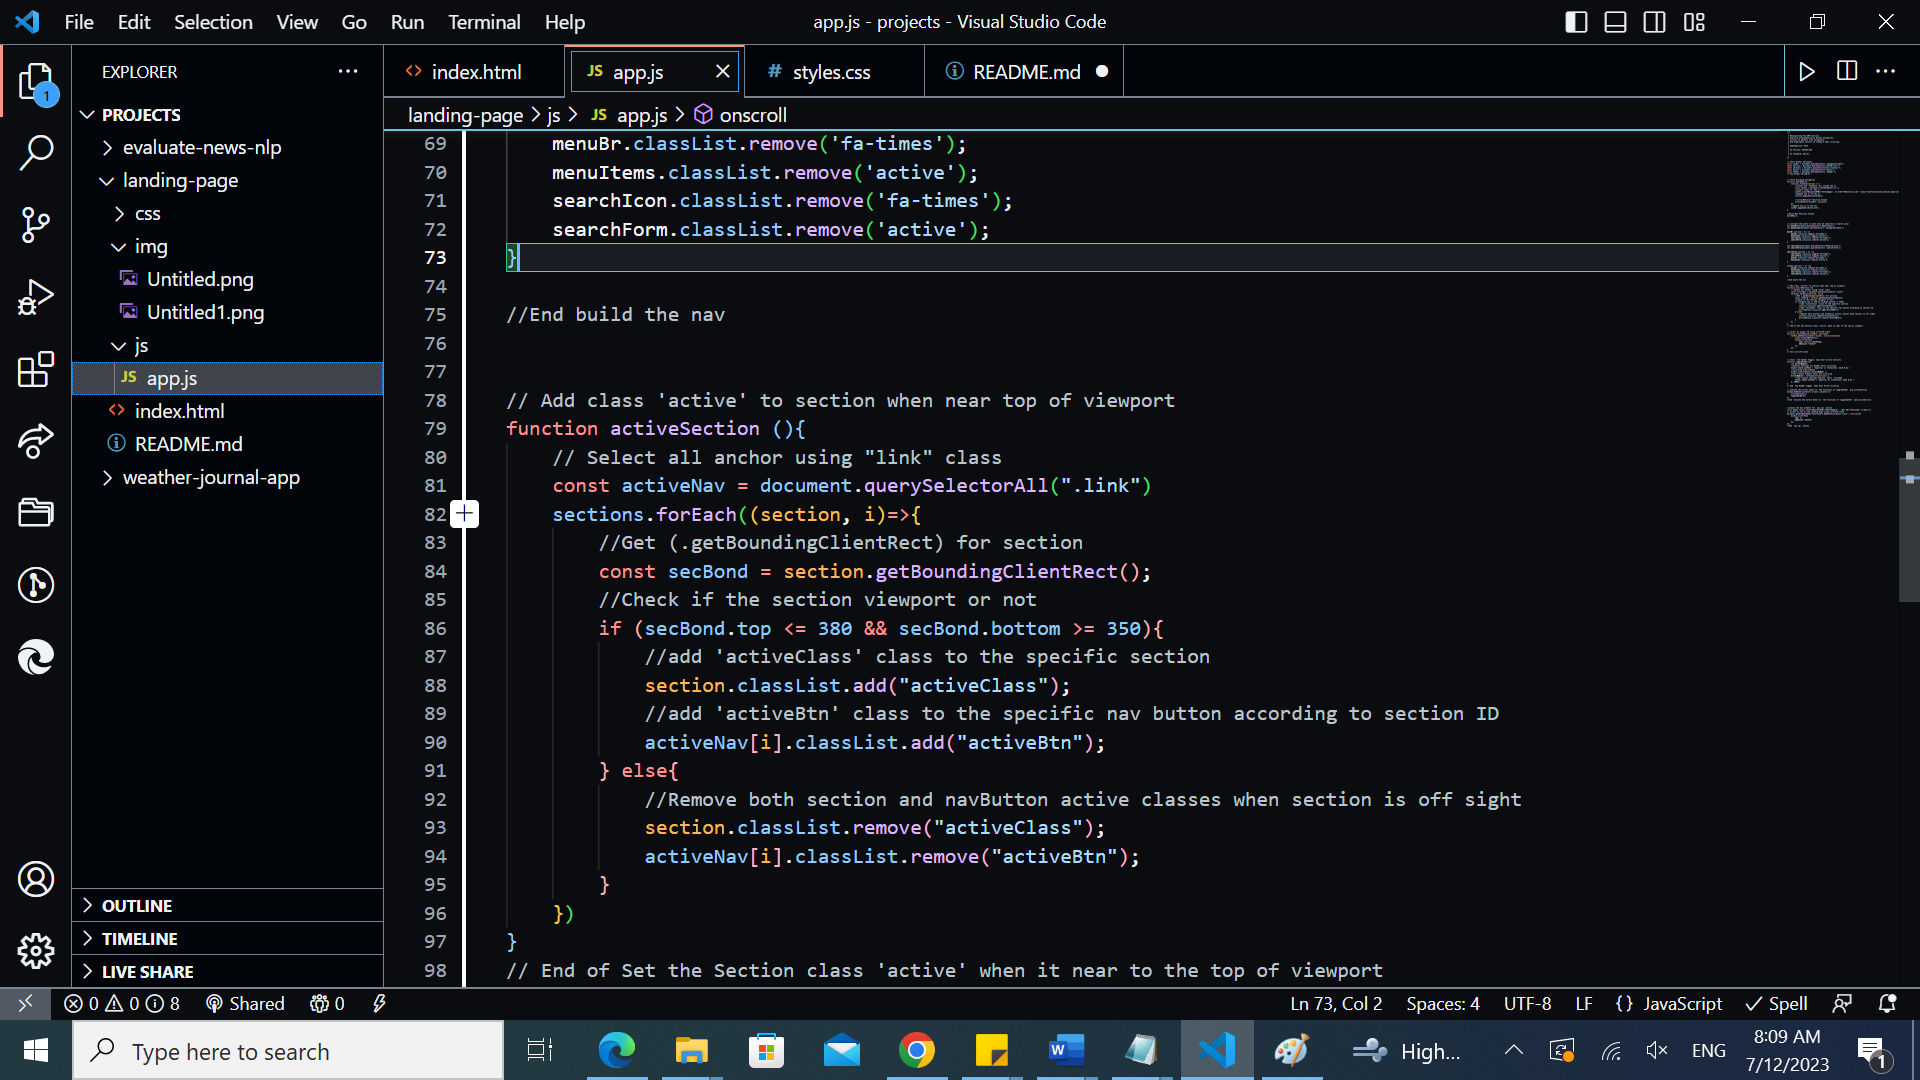 File Edit Selection View Go Run Terminal Help
app.js - projects - Visual Studio Code
EXPLORER
index.html
JS app.js
# styles.css
README.md
landing-page > js > JS app.js > onscroll
1
PROJECTS
evaluate-news-nlp
landing-page
css
img
Untitled.png
Untitled1.png
js
JS app.js
index.html
README.md
weather-journal-app
OUTLINE
TIMELINE
LIVE SHARE
69 menuBr.classList.remove('fa-times');
70 menuItems.classList.remove('active');
71 searchIcon.classList.remove('fa-times');
72 searchForm.classList.remove('active');
73 }
74
75 //End build the nav
76
77
78 // Add class 'active' to section when near top of viewport
79 function activeSection (){
80 // Select all anchor using "link" class
81 const activeNav = document.querySelectorAll(".link")
82 sections.forEach((section, i)=>{
83 //Get (.getBoundingClientRect) for section
84 const secBond = section.getBoundingClientRect();
85 //Check if the section viewport or not
86 if (secBond.top <= 380 && secBond.bottom >= 350){
87 //add 'activeClass' class to the specific section
88 section.classList.add("activeClass");
89 //add 'activeBtn' class to the specific nav button according to section ID
90 activeNav[i].classList.add("activeBtn");
91 } else{
92 //Remove both section and navButton active classes when section is off sight
93 section.classList.remove("activeClass");
94 activeNav[i].classList.remove("activeBtn");
95 }
96 })
97 }
98 // End of Set the Section class 'active' when it near to the top of viewport
0 0 8 Shared 0
Ln 73, Col 2 Spaces: 4 UTF-8 LF {} JavaScript Spell
Type here to search
High...
ENG
8:09 AM
7/12/2023
1